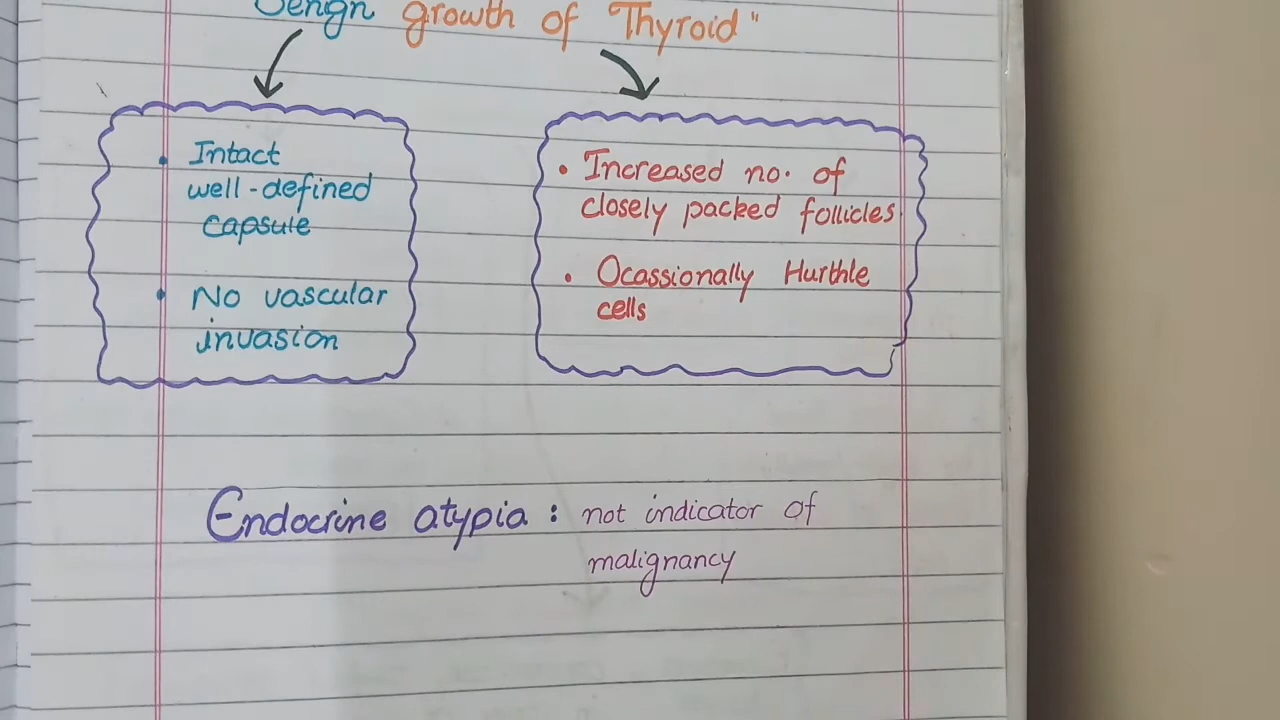 Benign growth of "Thyroid"
• Intact
well-defined
capsule
• No vascular
invasion
• Increased no. of
closely packed follicles.
• Ocassionally Hurthle
cells
Endocrine atypia : not indicator of
malignancy